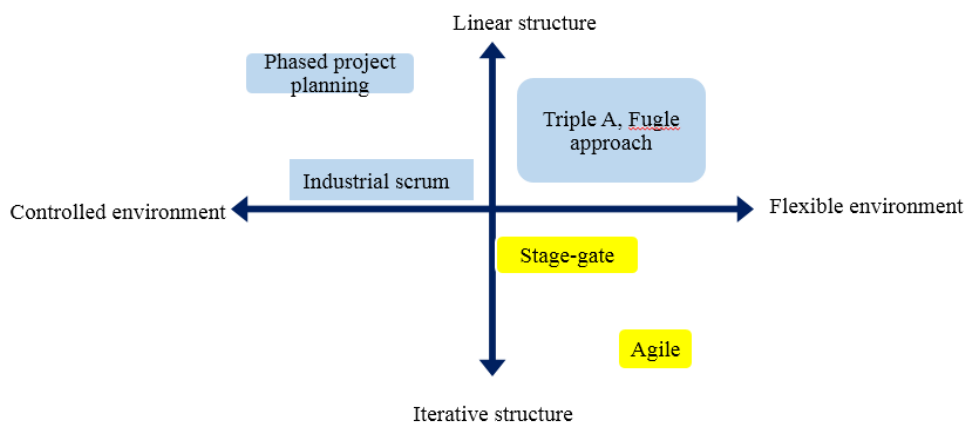 Linear structure
Phased project
planning
Triple A, Fugle
approach
Industrial scrum
Controlled environment
Flexible environment
Stage-gate
Agile
Iterative structure